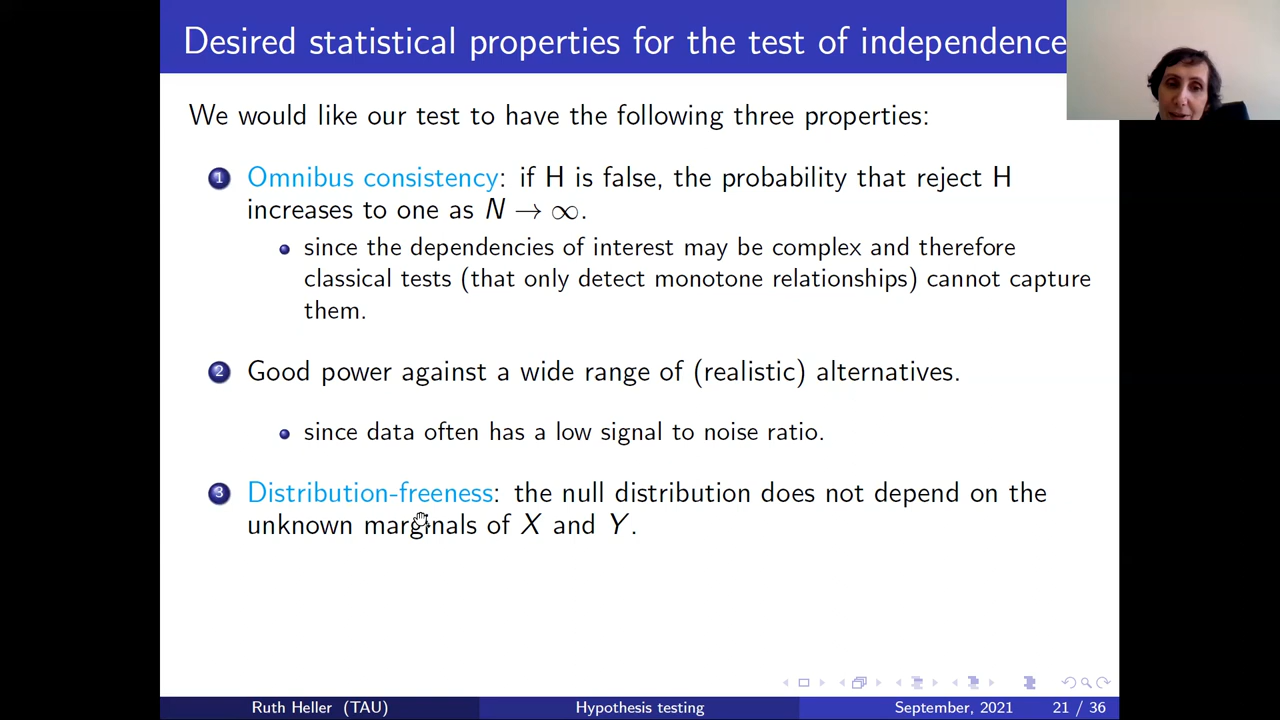 Desired statistical properties for the test of independence
We would like our test to have the following three properties:
1 Omnibus consistency: if H is false, the probability that reject H
increases to one as N → ∞.
since the dependencies of interest may be complex and therefore
classical tests (that only detect monotone relationships) cannot capture
them.
2 Good power against a wide range of (realistic) alternatives.
since data often has a low signal to noise ratio.
3 Distribution-freeness: the null distribution does not depend on the
unknown marginals of X and Y.
Ruth Heller (TAU) Hypothesis testing September, 2021 21 / 36